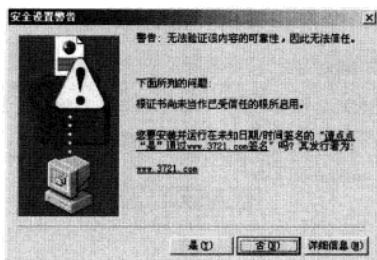 安全设置警告
警告: 无法验证该内容的可靠性，因此无法信任。
下面所列的问题:
根证书尚未当作已受信任的根所启用。
您要安装并运行在未知日期/时间签名的 "请点点
"是"通过www.3721.com签名" 吗? 其发行署为
www.3721.com
是(Y)
否(N)
详细信息(M)